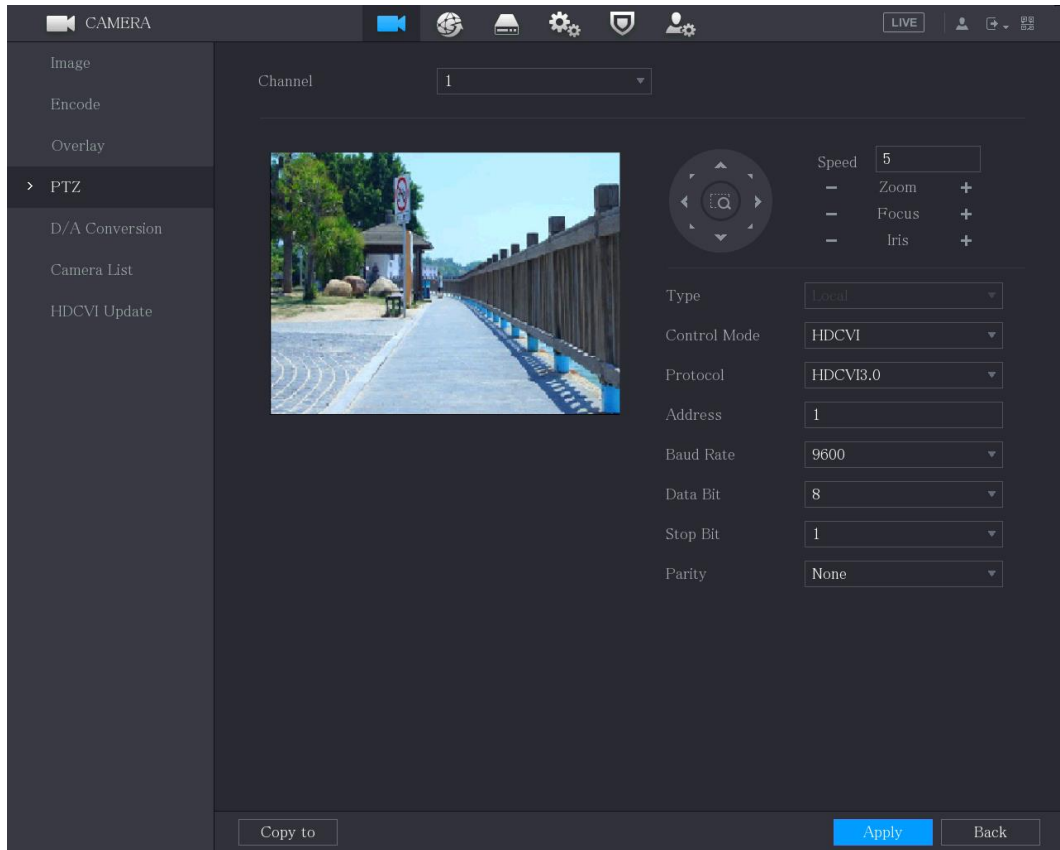 CAMERA
LIVE
Image
Encode
Overlay
PTZ
D/A Conversion
Camera List
HDCVI Update
Channel 1
Speed 5
Zoom
Focus
Iris
Type Local
Control Mode HDCVI
Protocol HDCVI3.0
Address 1
Baud Rate 9600
Data Bit 8
Stop Bit 1
Parity None
Copy to
Apply
Back